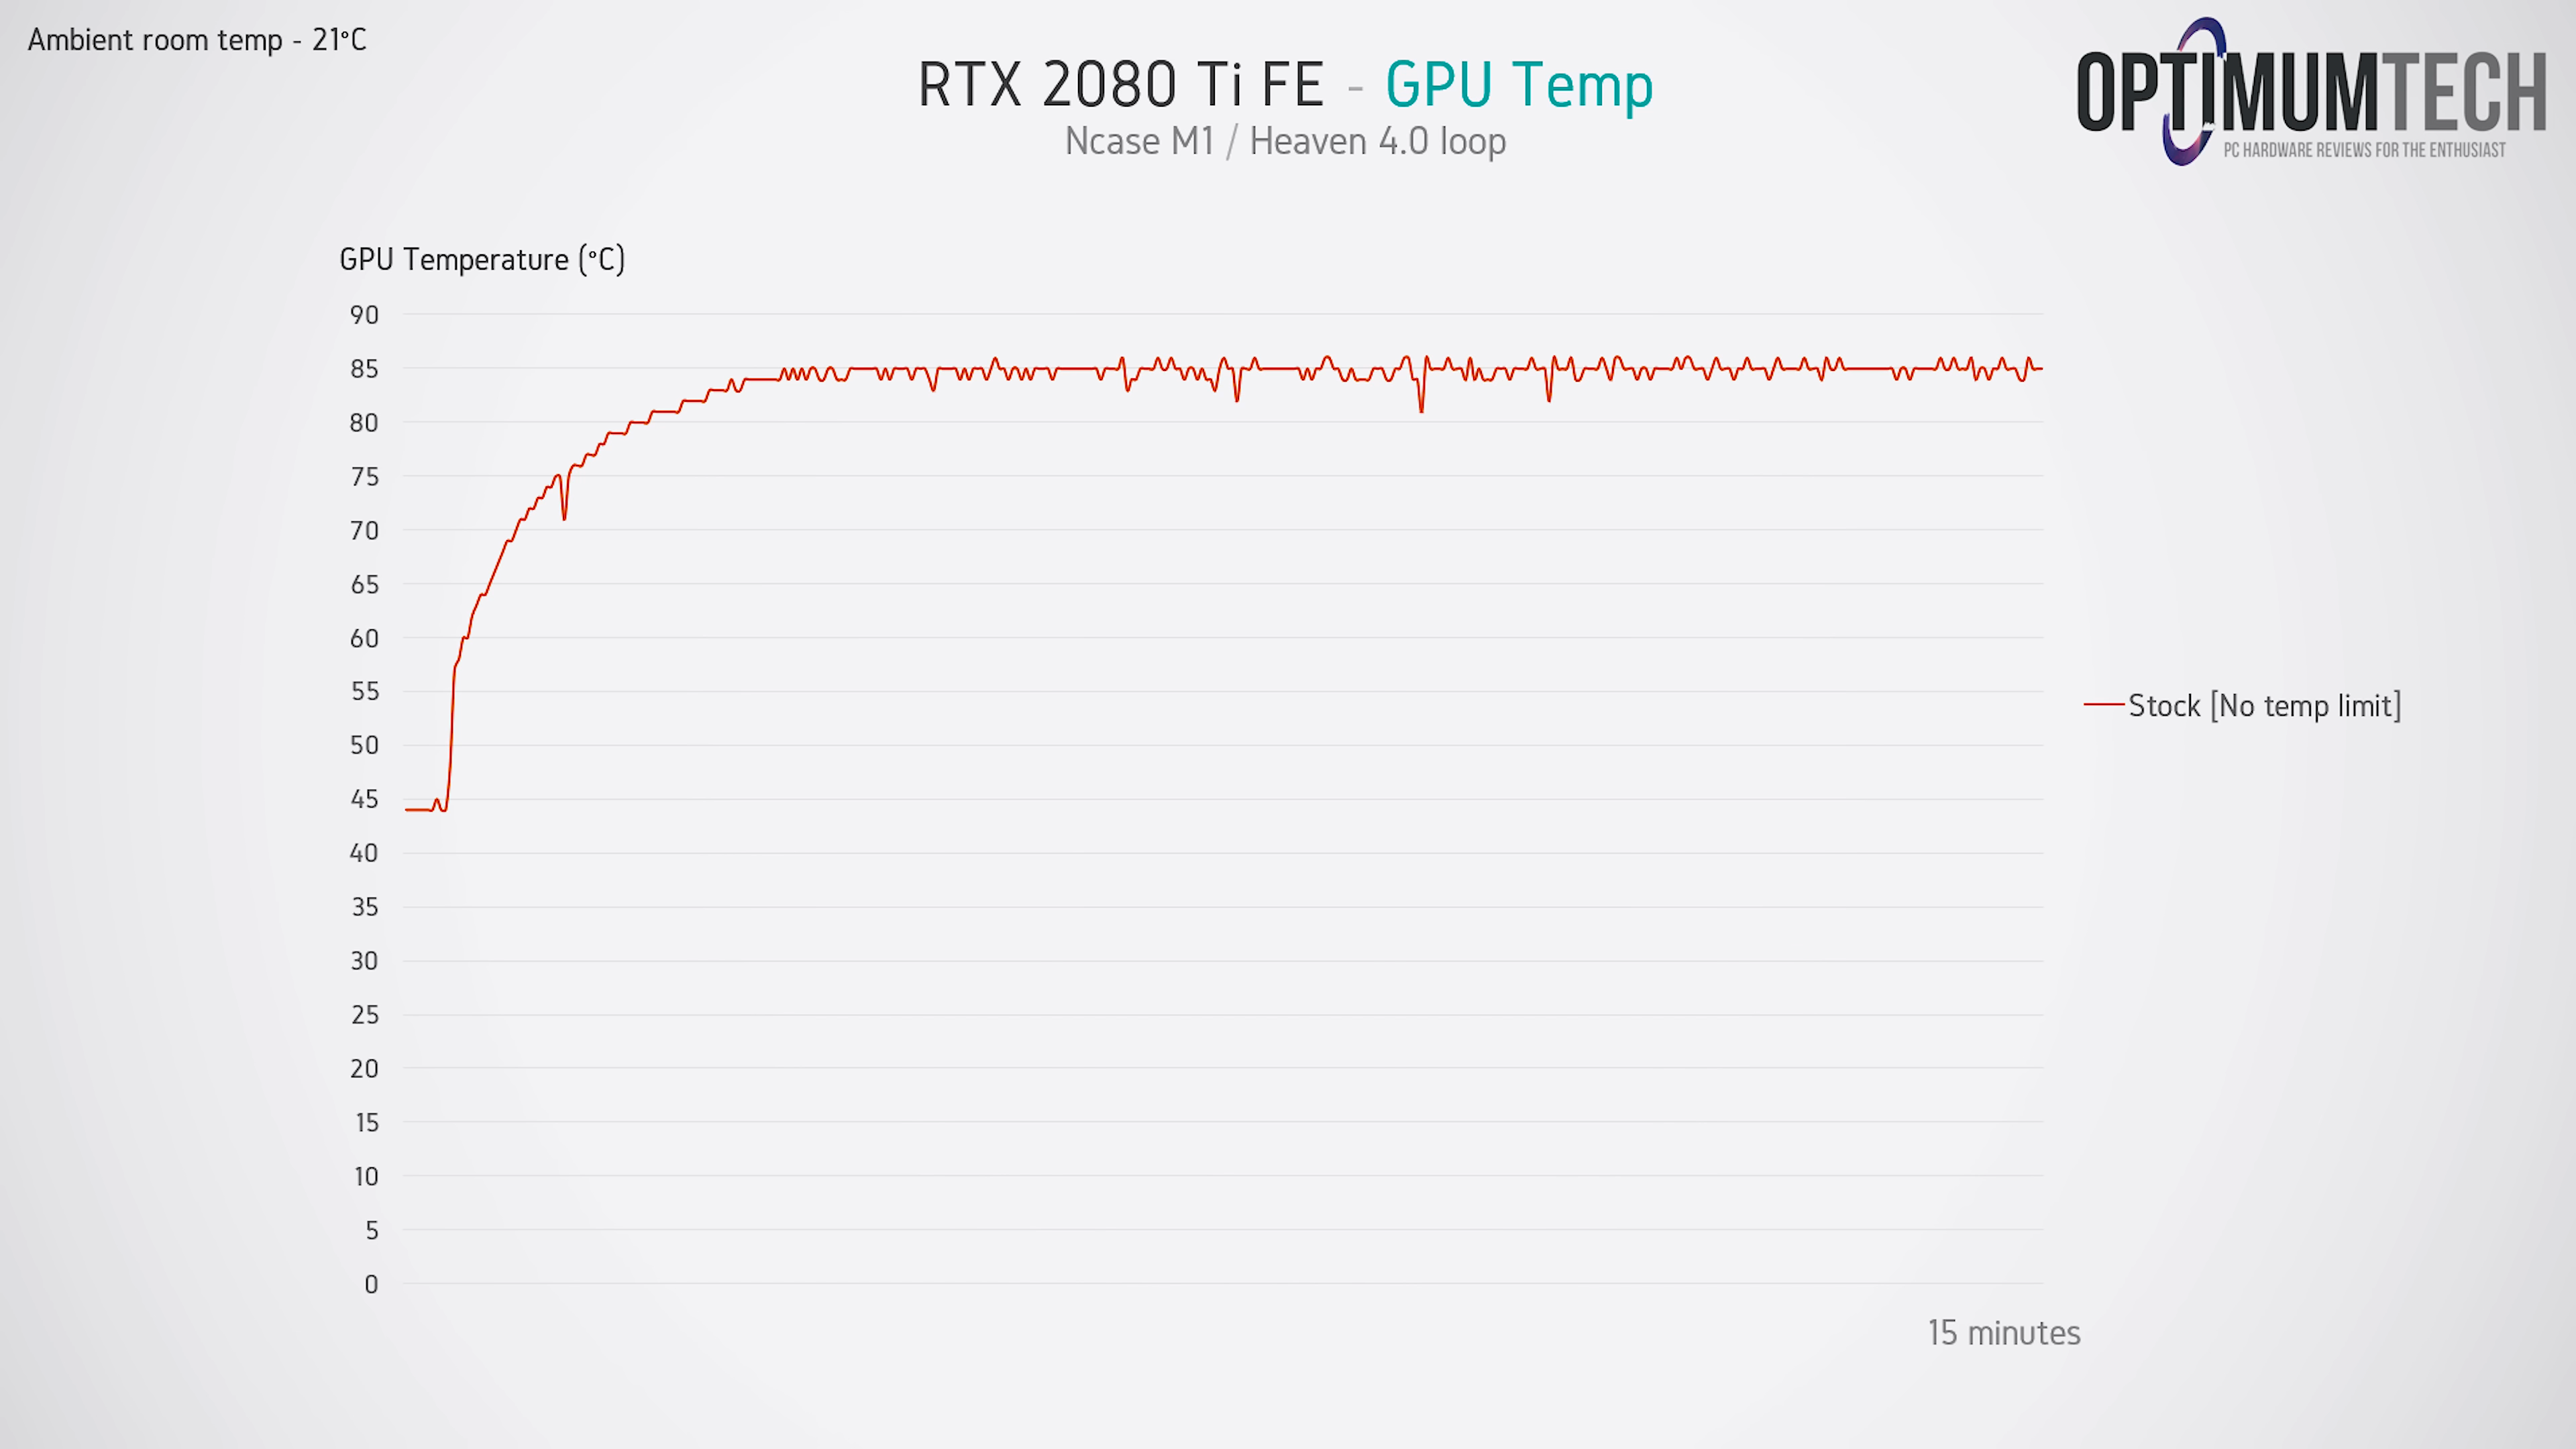 Ambient room temp - 21°C
RTX 2080 Ti FE - GPU Temp
Ncase M1 / Heaven 4.0 loop
OPTIMUMTECH
PC HARDWARE REVIEWS FOR THE ENTHUSIAST
GPU Temperature (°C)
90
85
80
75
70
65
60
55
50
45
40
35
30
25
20
15
10
5
0
Stock [No temp limit]
15 minutes